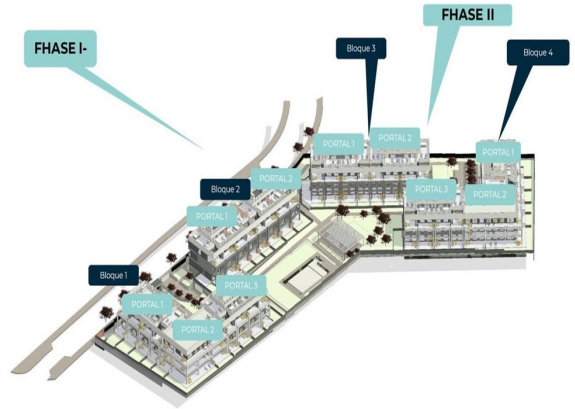 FHASE II
FHASE I-
Bloque 3
Bloque 4
PORTAL 1
PORTAL 2
PORTAL 1
PORTAL 2
Bloque 2
PORTAL 3
PORTAL 2
PORTAL 1
Bloque 1
PORTAL 3
PORTAL 1
PORTAL 2